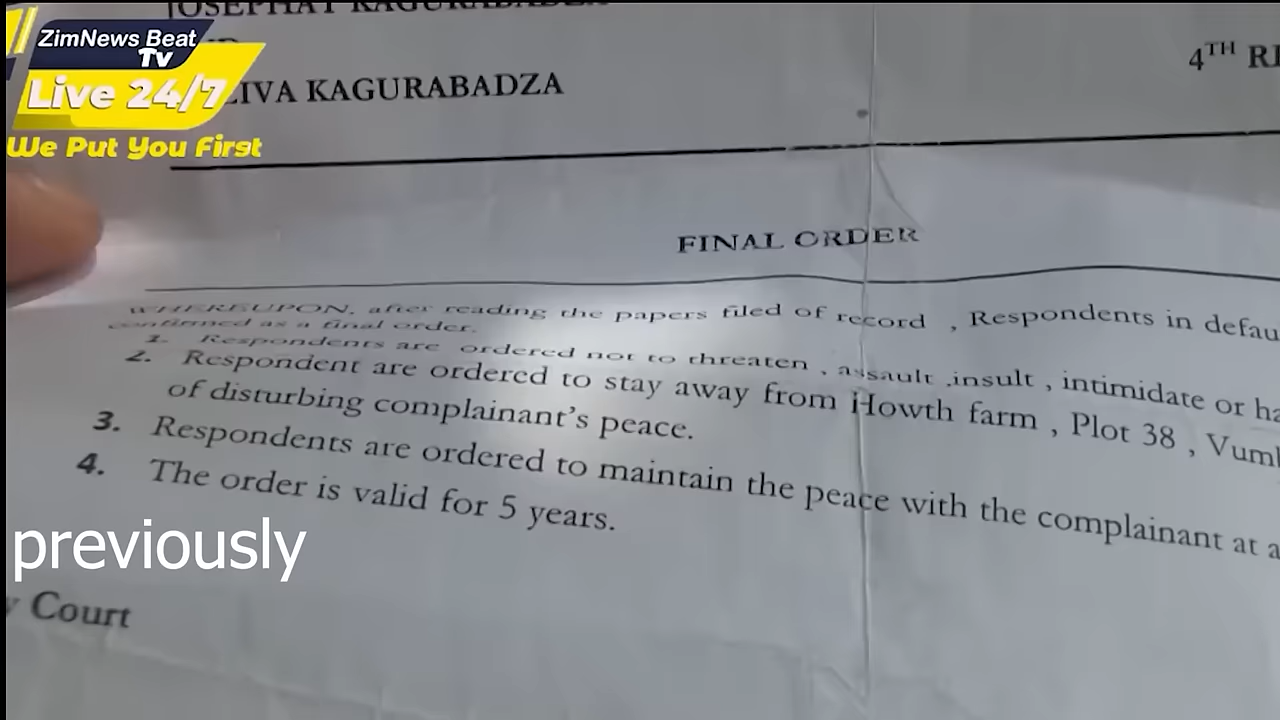 JOSEPHAT KAGURABADZA
ZimNews Beat
Tv
Live 24/7
We Put You First
LIVA KAGURABADZA
4TH
FINAL ORDER
WHEREUPON, after reading the papers filed of record , Respondents in
confirmed as a final order.
1. Respondents are ordered not to threaten , assault ,insult , intimidate or
2. Respondent are ordered to stay away from Howth farm , Plot 38 ,
of disturbing complainant's peace.
3. Respondents are ordered to maintain the peace with the complainant at
4. The order is valid for 5 years.
previously
Court